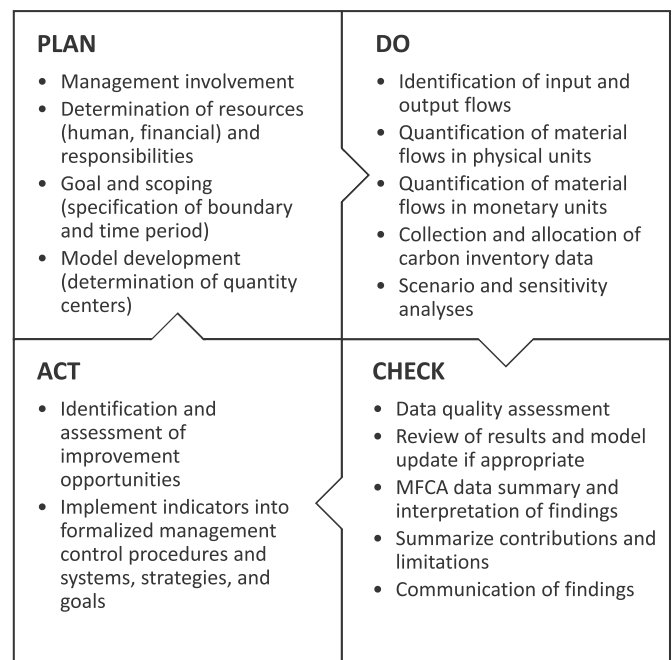 PLAN
• Management involvement
• Determination of resources
(human, financial) and
responsibilities
• Goal and scoping
(specification of boundary
and time period)
• Model development
(determination of quantity
centers)
DO
• Identification of input and
output flows
• Quantification of material
flows in physical units
• Quantification of material
flows in monetary units
• Collection and allocation of
carbon inventory data
• Scenario and sensitivity
analyses
ACT
• Identification and
assessment of
improvement
opportunities
• Implement indicators into
formalized management
control procedures and
systems, strategies, and
goals
CHECK
• Data quality assessment
• Review of results and model
update if appropriate
• MFCA data summary and
interpretation of findings
• Summarize contributions and
limitations
• Communication of findings